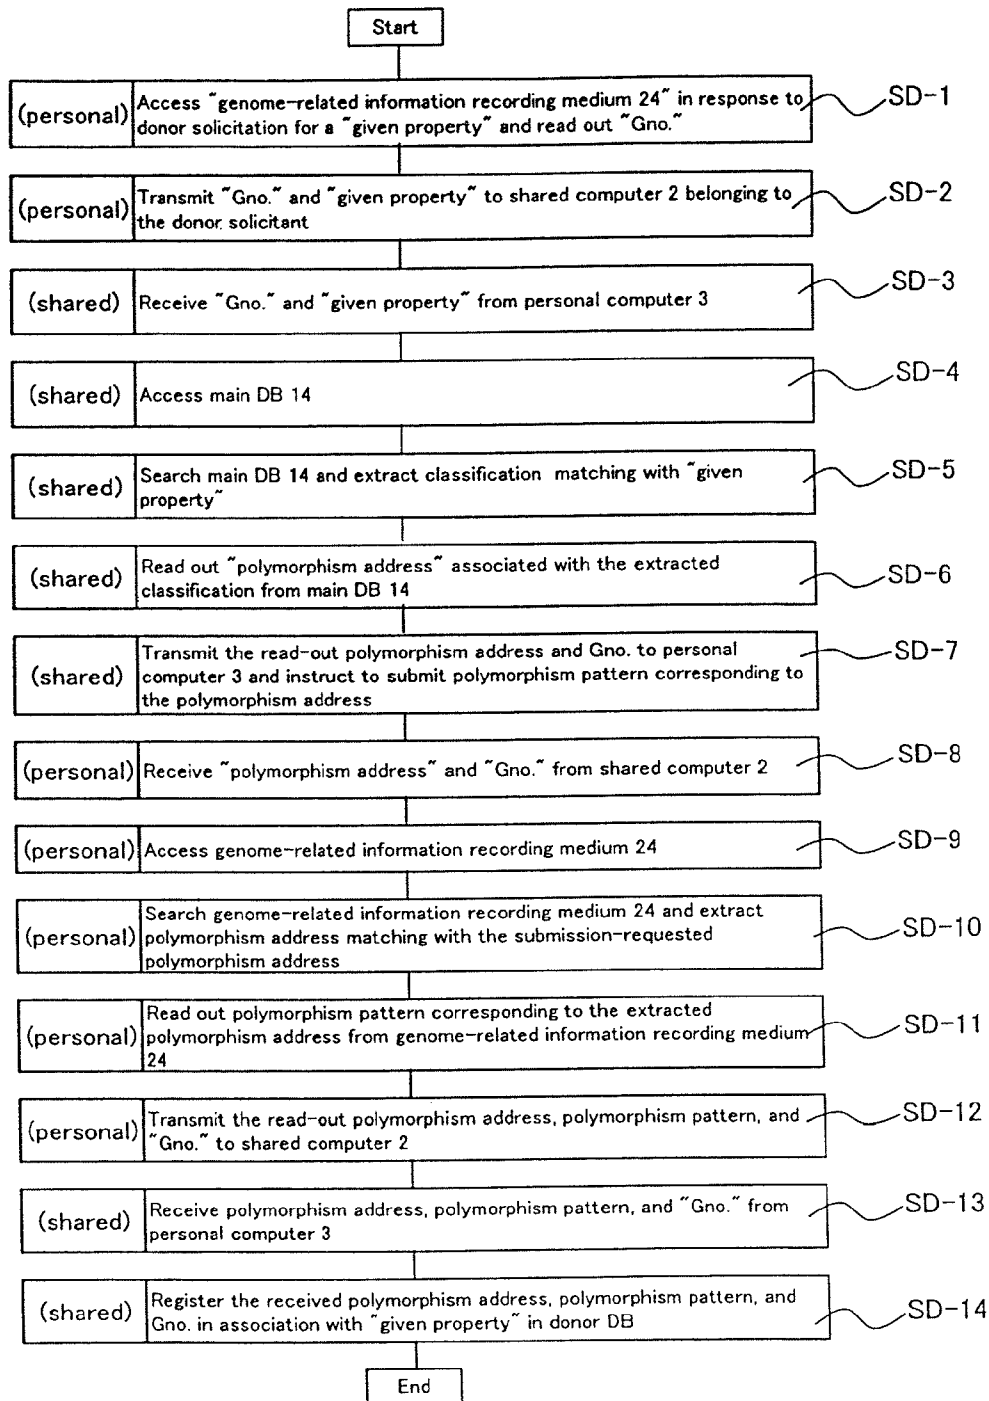 Start
(personal) Access "genome-related information recording medium 24" in response to
donor solicitation for a "given property" and read out "Gno."
SD-1
(personal) Transmit "Gno." and "given property" to shared computer 2 belonging to
the donor solicitant
SD-2
(shared) Receive "Gno." and "given property" from personal computer 3
SD-3
(shared) Access main DB 14
SD-4
(shared) Search main DB 14 and extract classification matching with "given
property"
SD-5
(shared) Read out "polymorphism address" associated with the extracted
classification from main DB 14
SD-6
(shared) Transmit the read-out polymorphism address and Gno. to personal
computer 3 and instruct to submit polymorphism pattern corresponding to
the polymorphism address
SD-7
(personal) Receive "polymorphism address" and "Gno." from shared computer 2
SD-8
(personal) Access genome-related information recording medium 24
SD-9
(personal) Search genome-related information recording medium 24 and extract
polymorphism address matching with the submission-requested
polymorphism address
SD-10
(personal) Read out polymorphism pattern corresponding to the extracted
polymorphism address from genome-related information recording medium
24
SD-11
(personal) Transmit the read-out polymorphism address, polymorphism pattern, and
"Gno." to shared computer 2
SD-12
(shared) Receive polymorphism address, polymorphism pattern, and "Gno." from
personal computer 3
SD-13
(shared) Register the received polymorphism address, polymorphism pattern, and
Gno. in association with "given property" in donor DB
SD-14
End